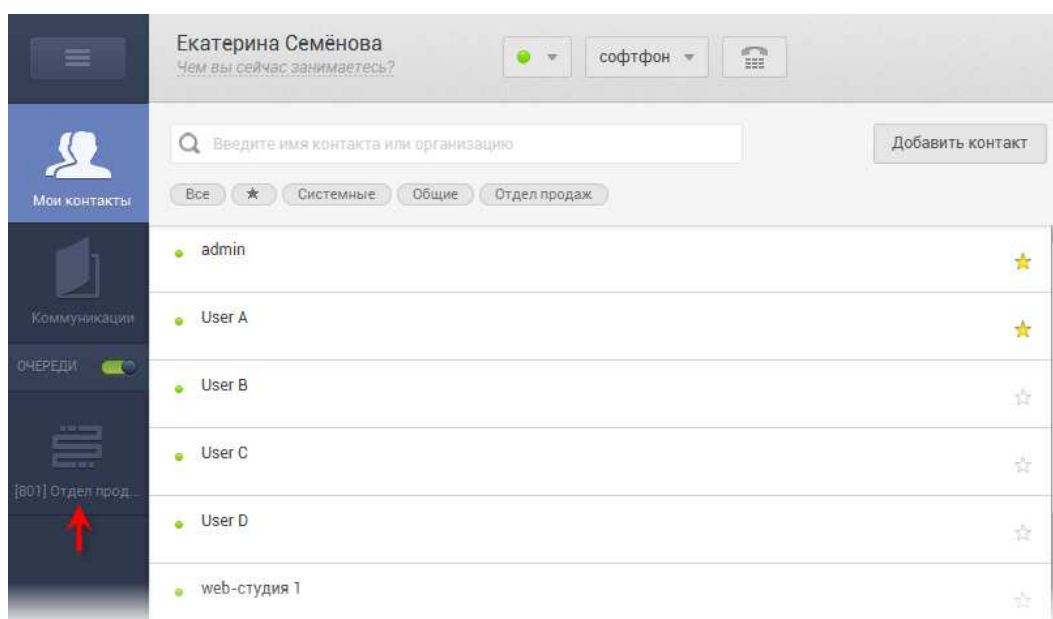 Екатерина Семёнова
Чем вы сейчас занимаетесь?
софтфон
Введите имя контакта или организацию
Добавить контакт
Все Системные Общие Отдел продаж
Мои контакты
Коммуникации
ОЧЕРЕДИ
[801] Отдел прод...
admin
User A
User B
User C
User D
web-студия 1